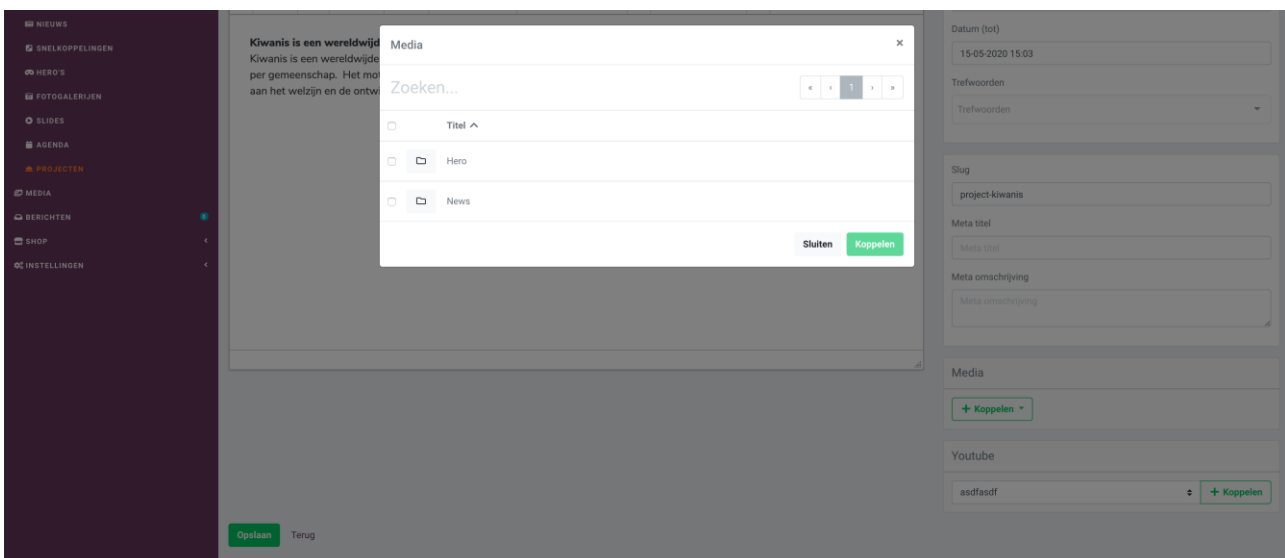 NIEUWS
SNELKOPPELINGEN
HERO'S
FOTOGALERIJEN
SLIDES
AGENDA
PROJECTEN
MEDIA
BERICHTEN
SHOP
INSTELLINGEN
Kiwanis is een wereldwijd
Kiwanis is een wereldwijde
per gemeenschap. Het mot
aan het welzijn en de ontwi
Opslaan Terug
Media ×
Zoeken...
« ‹ 1 › »
Titel
Hero
News
Sluiten Koppelen
Datum (tot)
15-05-2020 15:03
Trefwoorden
Trefwoorden
Slug
project-kiwanis
Meta titel
Meta titel
Meta omschrijving
Meta omschrijving
Media
+ Koppelen
Youtube
asdfasdf + Koppelen